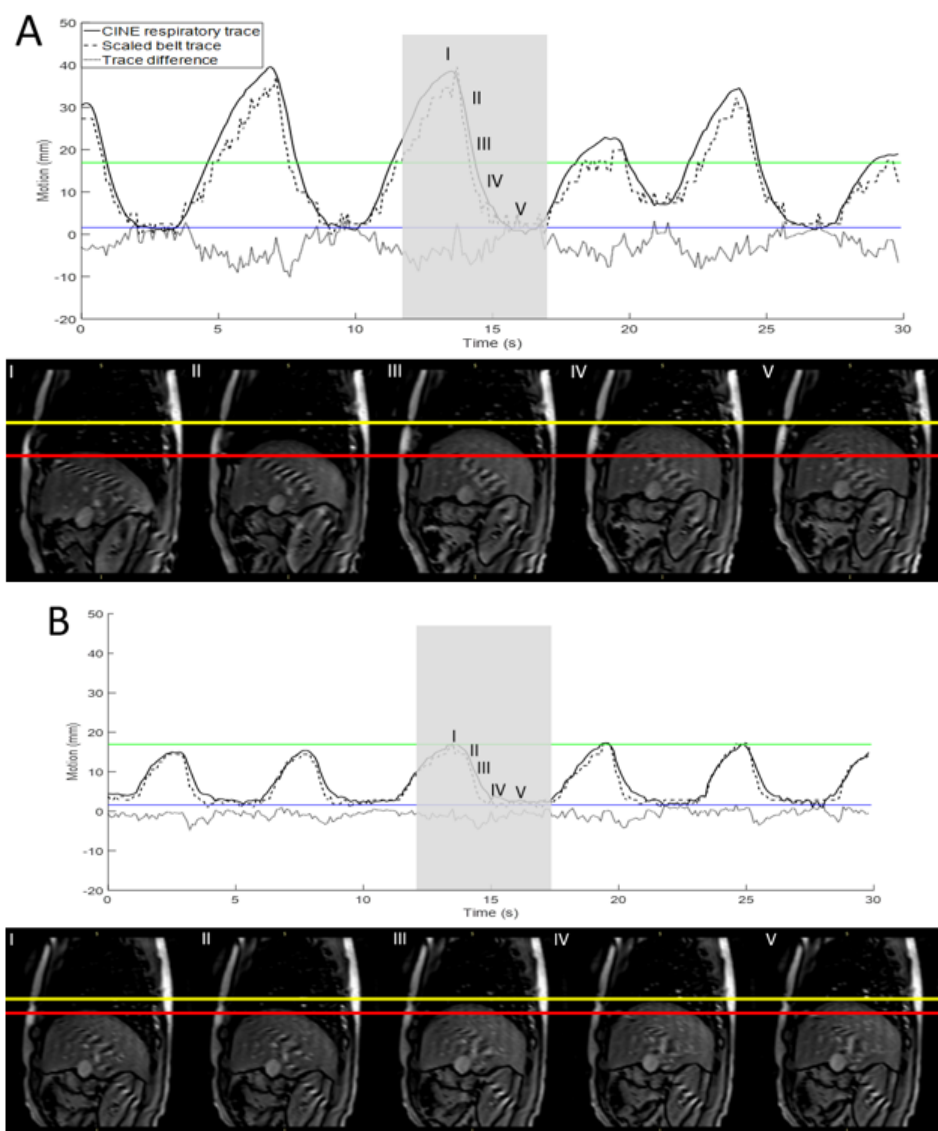 A
CINE respiratory trace
Scaled belt trace
Trace difference
50
40
30
20
10
0
-10
-20
Motion (mm)
I
II
III
IV
V
0 5 10 15 20 25 30
Time (s)
I II III IV V
B
50
40
30
20
10
0
-10
-20
Motion (mm)
I
II
III
IV V
0 5 10 15 20 25 30
Time (s)
I II III IV V